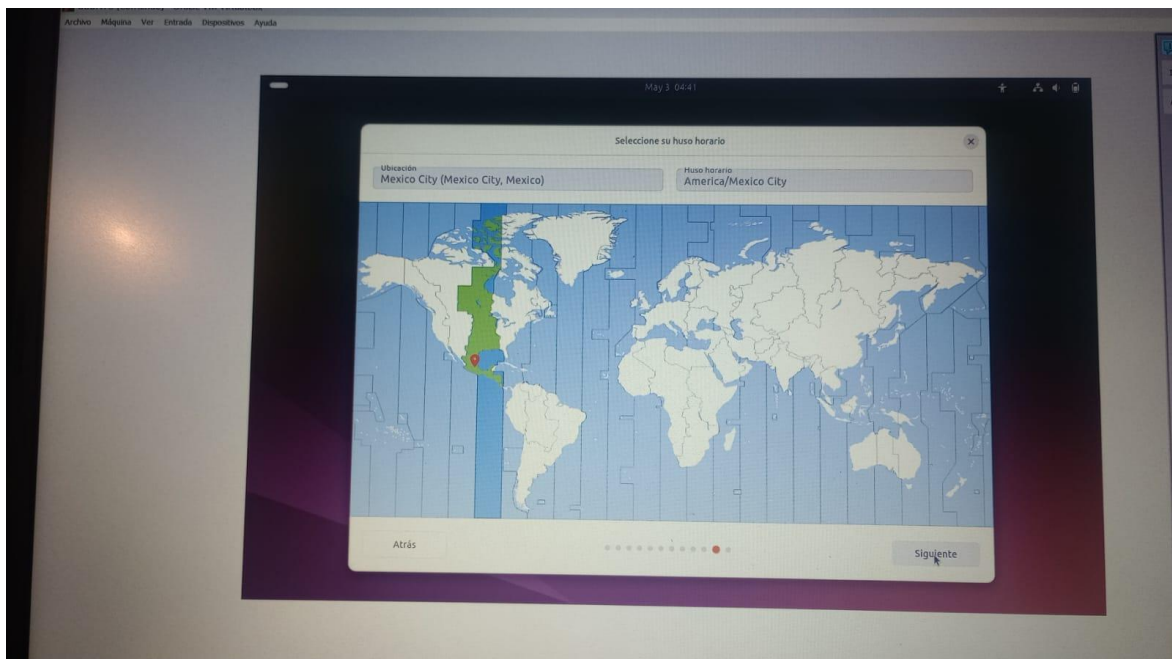 Archivo Máquina Ver Entrada Dispositivos Ayuda
May 3 04:41
Seleccione su huso horario
Ubicación
Mexico City (Mexico City, Mexico)
Huso horario
America/Mexico City
Atrás
Siguiente